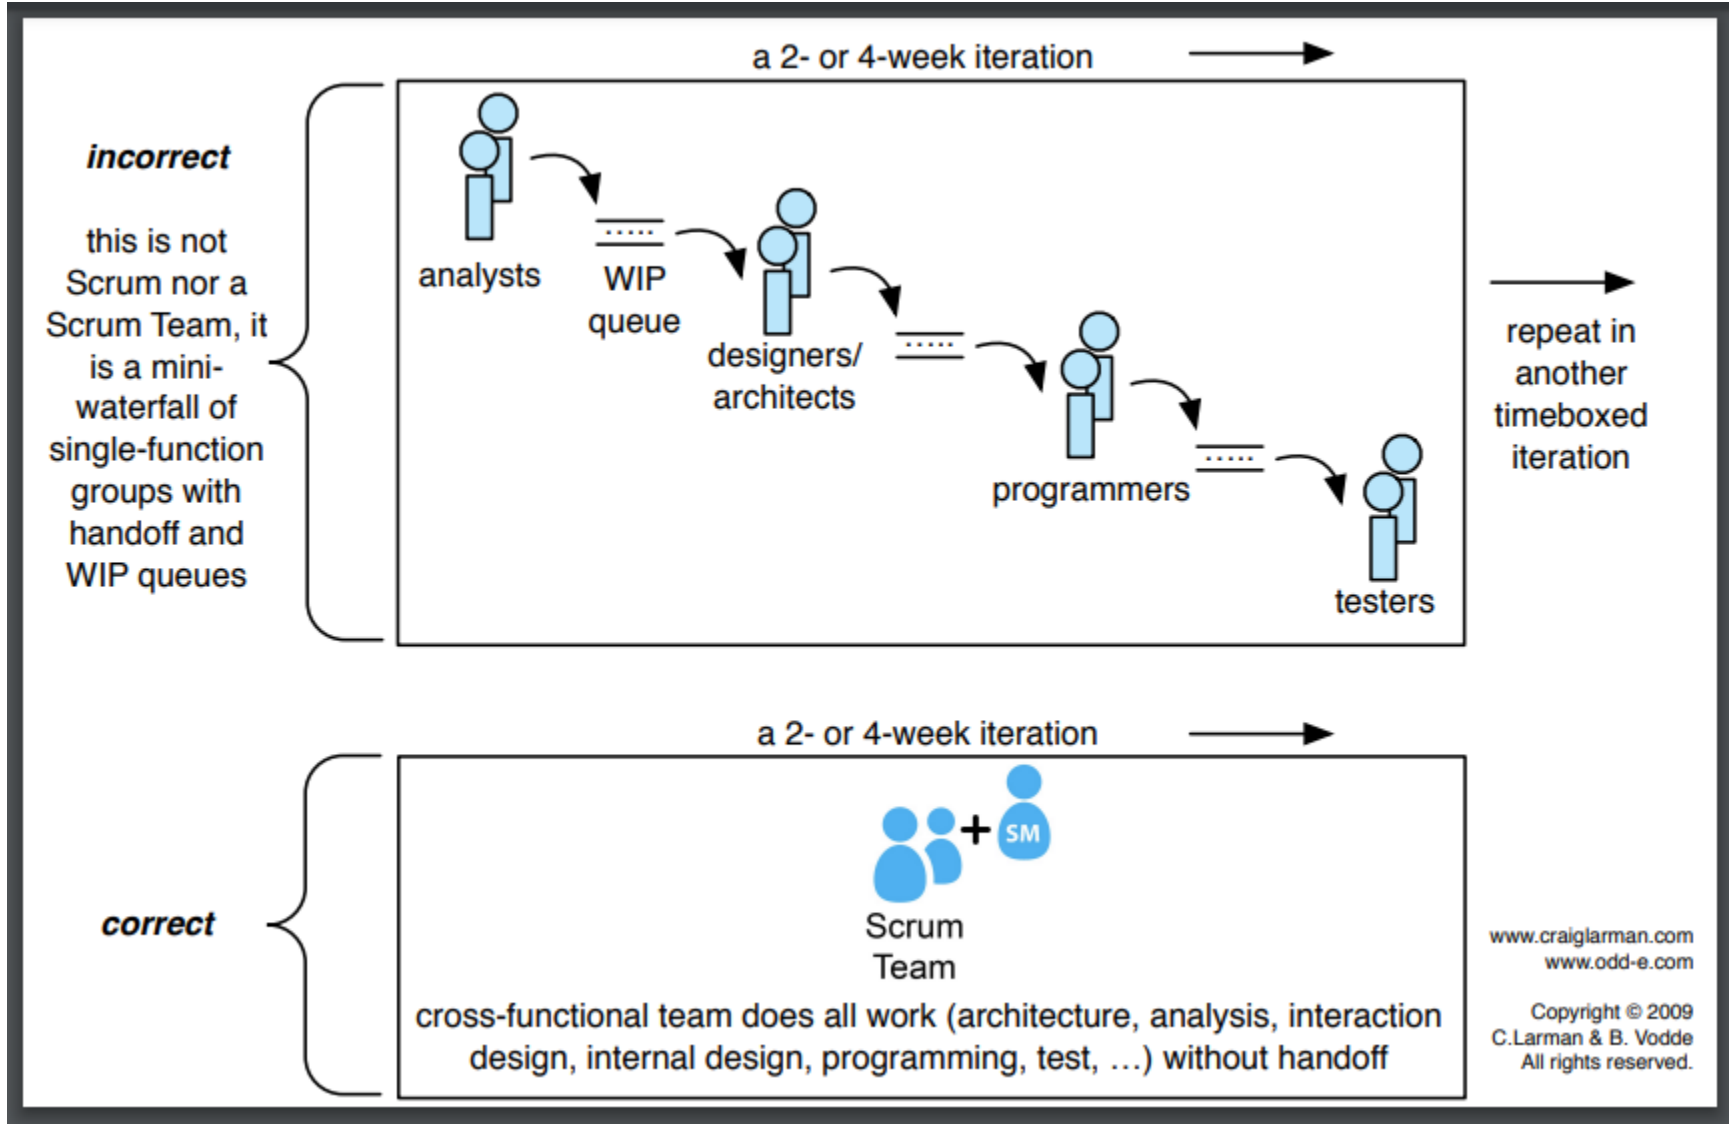 a 2- or 4-week iteration
incorrect
this is not
Scrum nor a
Scrum Team, it
is a mini-
waterfall of
single-function
groups with
handoff and
WIP queues
analysts
WIP
queue
designers/
architects
programmers
testers
repeat in
another
timeboxed
iteration
a 2- or 4-week iteration
correct
+
SM
Scrum
Team
cross-functional team does all work (architecture, analysis, interaction
design, internal design, programming, test, …) without handoff
www.craiglarman.com
www.odd-e.com
Copyright © 2009
C.Larman & B. Vodde
All rights reserved.